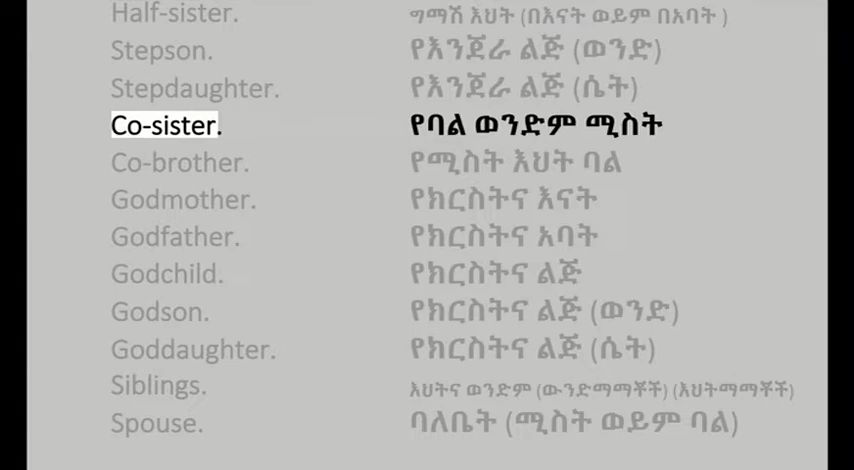 Half-sister. ግማሽ እህት (በእናት ወይም በአባት )
Stepson. የእንጀራ ልጅ (ወንድ)
Stepdaughter. የእንጀራ ልጅ (ሴት)
Co-sister. የባል ወንድም ሚስት
Co-brother. የሚስት እህት ባል
Godmother. የክርስትና እናት
Godfather. የክርስትና አባት
Godchild. የክርስትና ልጅ
Godson. የክርስትና ልጅ (ወንድ)
Goddaughter. የክርስትና ልጅ (ሴት)
Siblings. እህትና ወንድም (ውንድማማቾች) (እህትማማቾች)
Spouse. ባለቤት (ሚስት ወይም ባል)